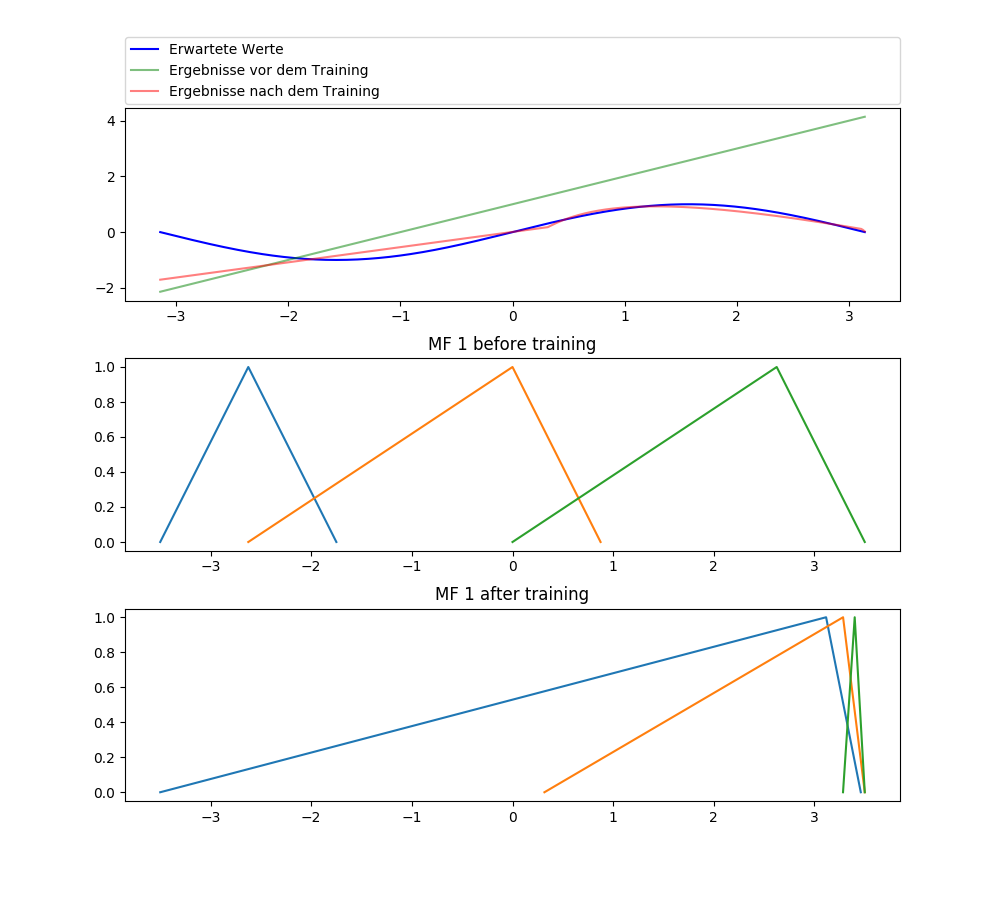 Erwartete Werte
Ergebnisse vor dem Training
Ergebnisse nach dem Training
4
2
0
−2
−3 −2 −1 0 1 2 3
MF 1 before training
1.0
0.8
0.6
0.4
0.2
0.0
−3 −2 −1 0 1 2 3
MF 1 after training
1.0
0.8
0.6
0.4
0.2
0.0
−3 −2 −1 0 1 2 3